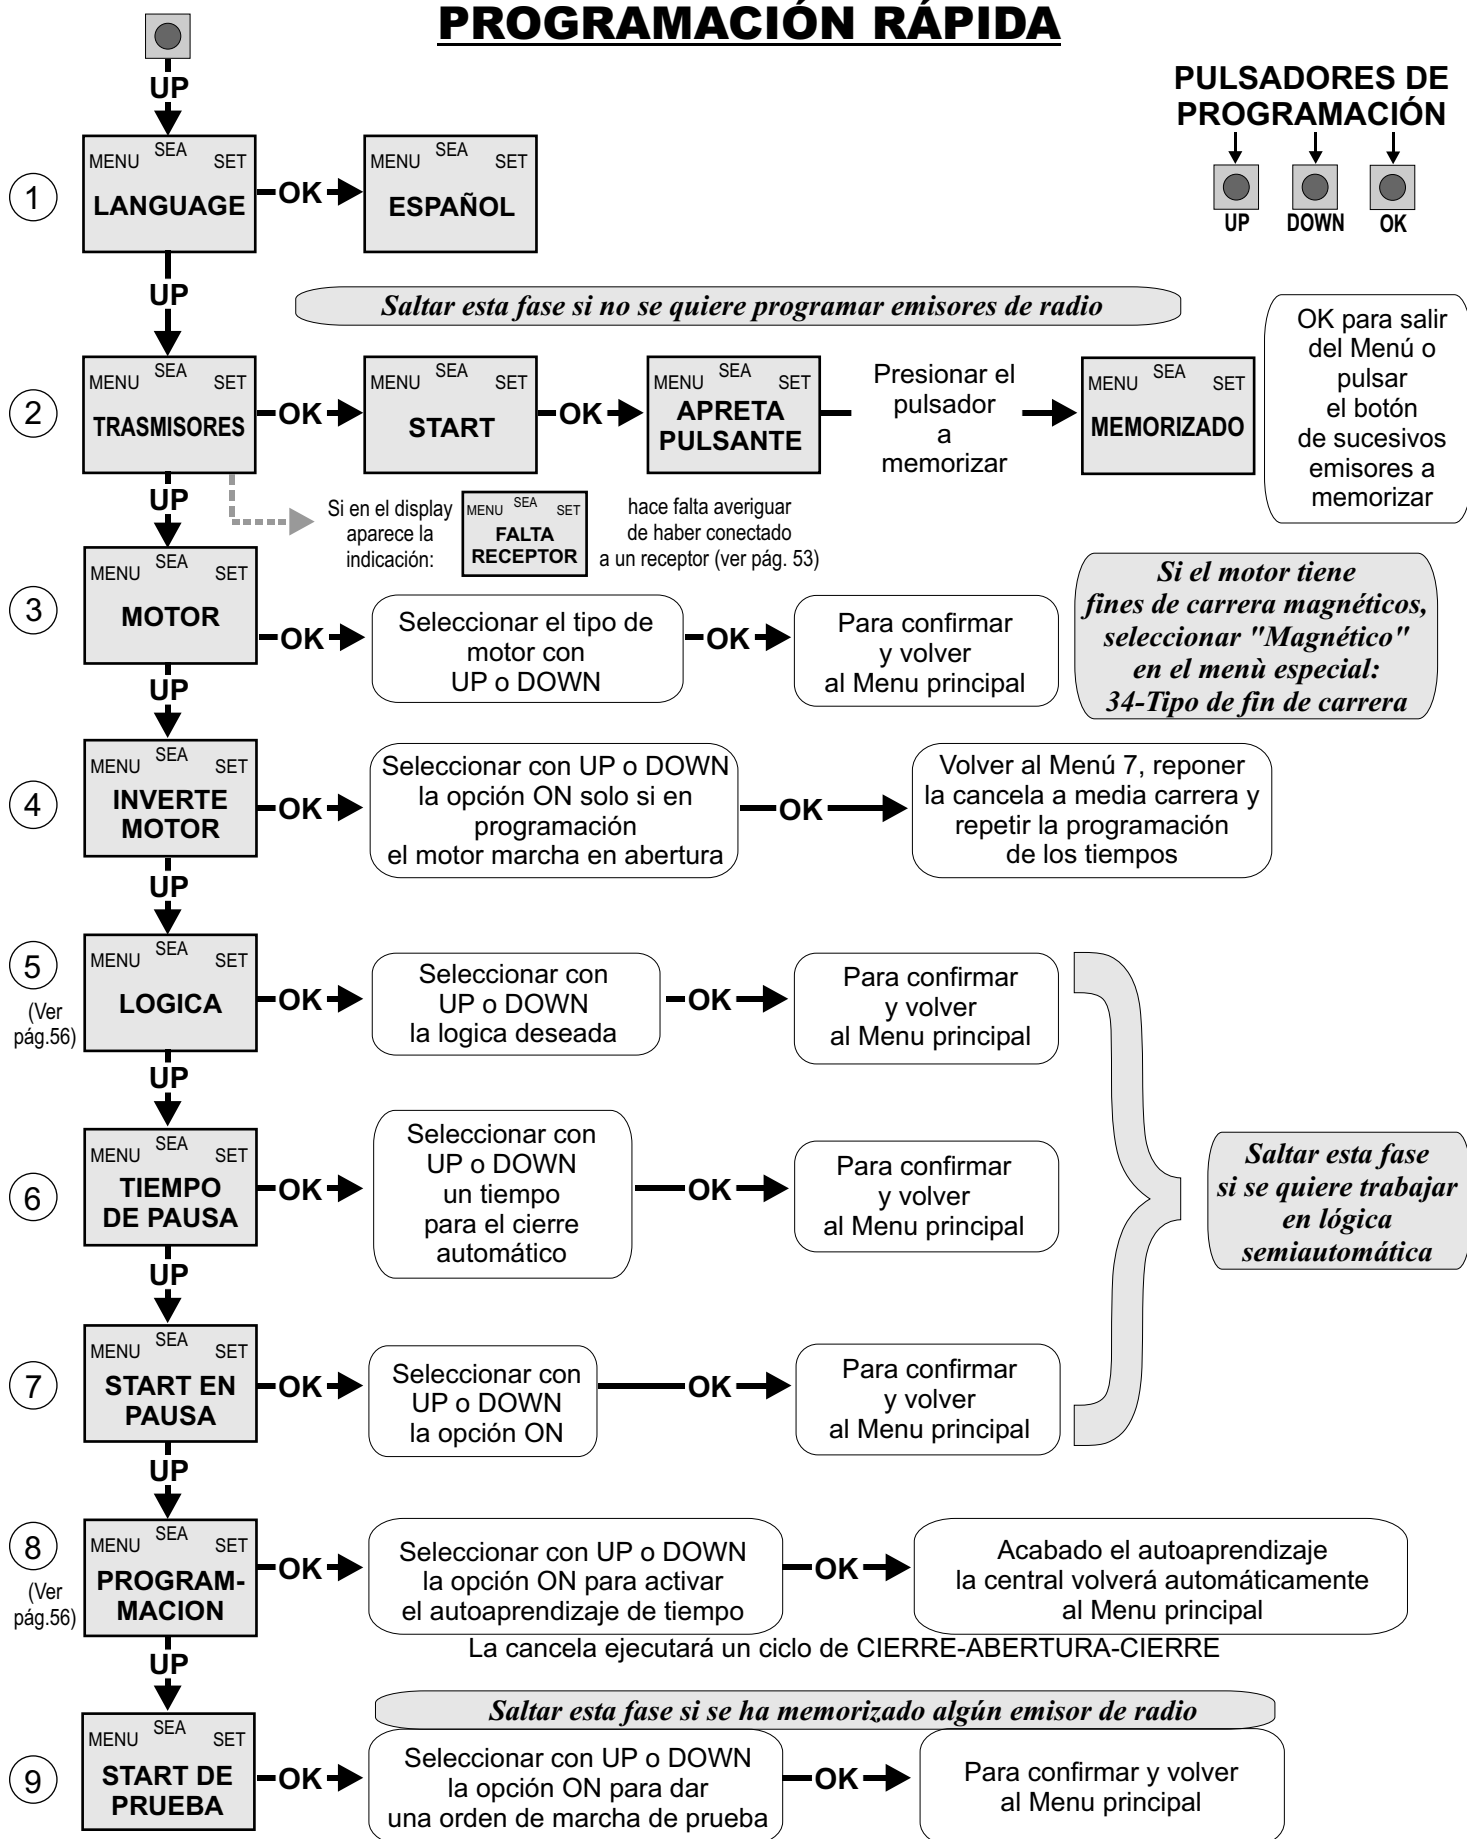 PROGRAMACIÓN RÁPIDA
UP
PULSADORES DE
PROGRAMACIÓN
UP DOWN OK
1
MENU SEA SET
LANGUAGE
OK
MENU SEA SET
ESPAÑOL
UP
Saltar esta fase si no se quiere programar emisores de radio
2
MENU SEA SET
TRASMISORES
OK
MENU SEA SET
START
OK
MENU SEA SET
APRETA
PULSANTE
Presionar el
pulsador
a
memorizar
MENU SEA SET
MEMORIZADO
OK para salir
del Menú o
pulsar
el botón
de sucesivos
emisores a
memorizar
UP
Si en el display
aparece la
indicación:
MENU SEA SET
FALTA
RECEPTOR
hace falta averiguar
de haber conectado
a un receptor (ver pág. 53)
3
MENU SEA SET
MOTOR
OK
Seleccionar el tipo de
motor con
UP o DOWN
OK
Para confirmar
y volver
al Menu principal
Si el motor tiene
fines de carrera magnéticos,
seleccionar "Magnético"
en el menù especial:
34-Tipo de fin de carrera
UP
4
MENU SEA SET
INVERTE
MOTOR
OK
Seleccionar con UP o DOWN
la opción ON solo si en
programación
el motor marcha en abertura
OK
Volver al Menú 7, reponer
la cancela a media carrera y
repetir la programación
de los tiempos
UP
5
(Ver
pág.56)
MENU SEA SET
LOGICA
OK
Seleccionar con
UP o DOWN
la logica deseada
OK
Para confirmar
y volver
al Menu principal
UP
6
MENU SEA SET
TIEMPO
DE PAUSA
OK
Seleccionar con
UP o DOWN
un tiempo
para el cierre
automático
OK
Para confirmar
y volver
al Menu principal
Saltar esta fase
si se quiere trabajar
en lógica
semiautomática
UP
7
MENU SEA SET
START EN
PAUSA
OK
Seleccionar con
UP o DOWN
la opción ON
OK
Para confirmar
y volver
al Menu principal
UP
8
(Ver
pág.56)
MENU SEA SET
PROGRAM-
MACION
OK
Seleccionar con UP o DOWN
la opción ON para activar
el autoaprendizaje de tiempo
OK
Acabado el autoaprendizaje
la central volverá automáticamente
al Menu principal
La cancela ejecutará un ciclo de CIERRE-ABERTURA-CIERRE
UP
Saltar esta fase si se ha memorizado algún emisor de radio
9
MENU SEA SET
START DE
PRUEBA
OK
Seleccionar con UP o DOWN
la opción ON para dar
una orden de marcha de prueba
OK
Para confirmar y volver
al Menu principal